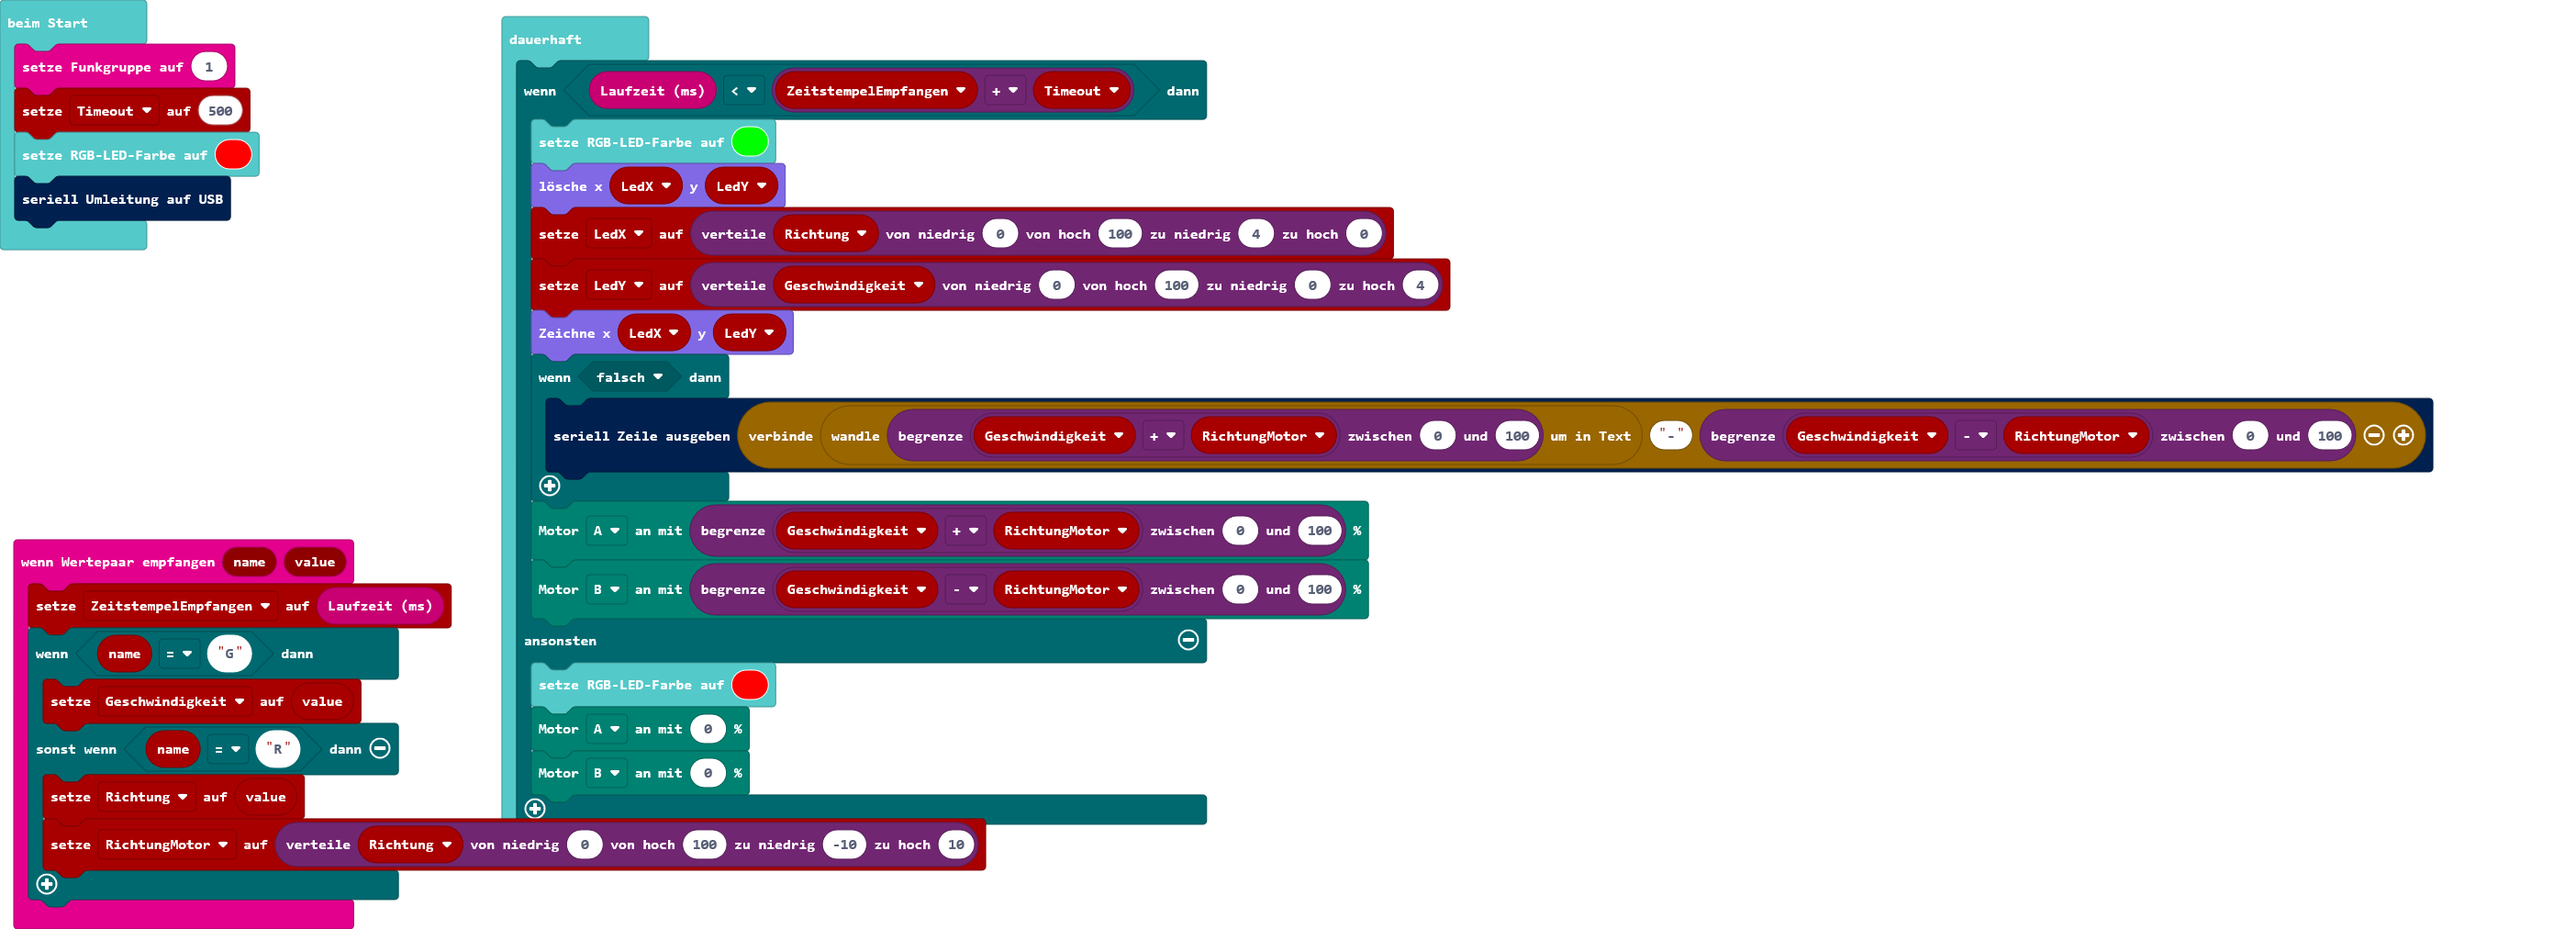 beim Start
setze Funkgruppe auf 1
setze Timeout auf 500
setze RGB-LED-Farbe auf
seriell Umleitung auf USB
dauerhaft
wenn Laufzeit (ms) < ZeitstempelEmpfangen + Timeout dann
setze RGB-LED-Farbe auf
lösche x LedX y LedY
setze LedX auf verteile Richtung von niedrig 0 von hoch 100 zu niedrig 4 zu hoch 0
setze LedY auf verteile Geschwindigkeit von niedrig 0 von hoch 100 zu niedrig 0 zu hoch 4
Zeichne x LedX y LedY
wenn falsch dann
seriell Zeile ausgeben verbinde wandle begrenze Geschwindigkeit + RichtungMotor zwischen 0 und 100 um in Text "-" begrenze Geschwindigkeit - RichtungMotor zwischen 0 und 100
Motor A an mit begrenze Geschwindigkeit + RichtungMotor zwischen 0 und 100 %
Motor B an mit begrenze Geschwindigkeit - RichtungMotor zwischen 0 und 100 %
ansonsten
setze RGB-LED-Farbe auf
Motor A an mit 0 %
Motor B an mit 0 %
wenn Wertepaar empfangen name value
setze ZeitstempelEmpfangen auf Laufzeit (ms)
wenn name = "G" dann
setze Geschwindigkeit auf value
sonst wenn name = "R" dann
setze Richtung auf value
setze RichtungMotor auf verteile Richtung von niedrig 0 von hoch 100 zu niedrig -10 zu hoch 10